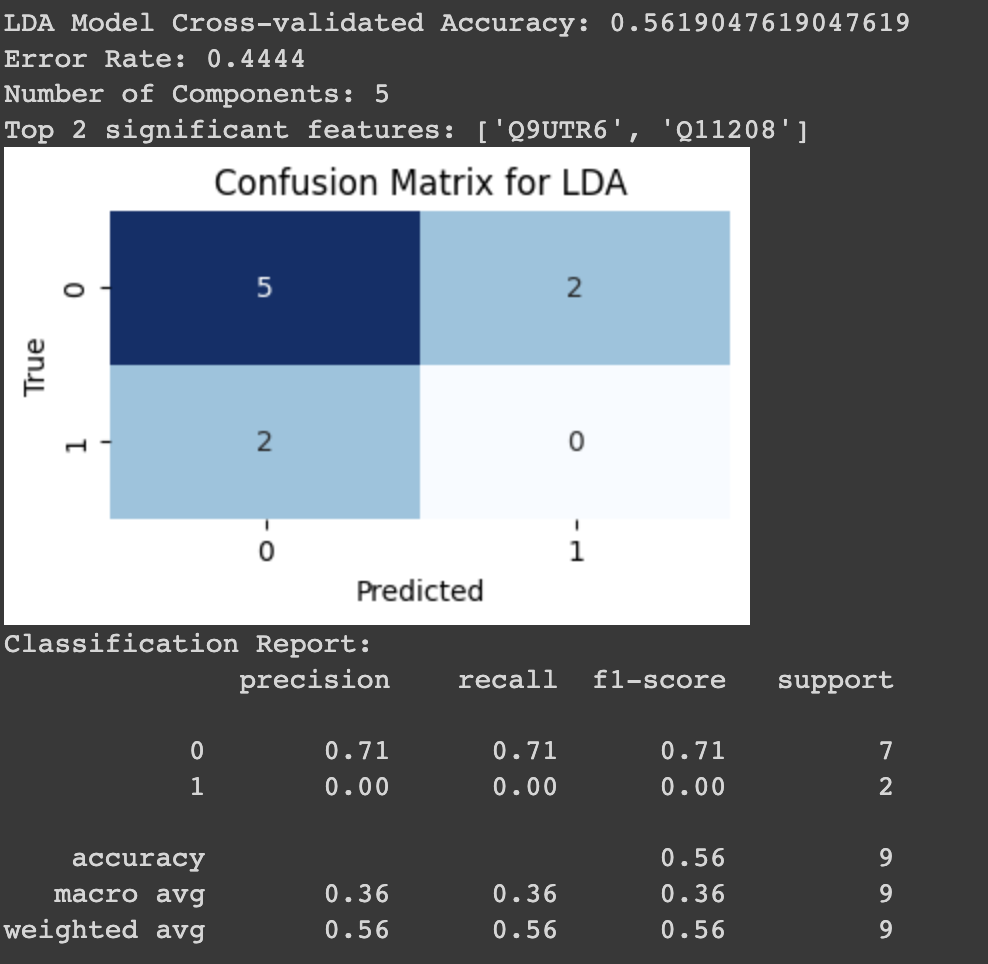 LDA Model Cross-validated Accuracy: 0.5619047619047619
Error Rate: 0.4444
Number of Components: 5
Top 2 significant features: ['Q9UTR6', 'Q11208']
Confusion Matrix for LDA
True
0
5 2
1
2 0
0 1
Predicted
Classification Report:
precision recall f1-score support
0 0.71 0.71 0.71 7
1 0.00 0.00 0.00 2
accuracy 0.56 9
macro avg 0.36 0.36 0.36 9
weighted avg 0.56 0.56 0.56 9